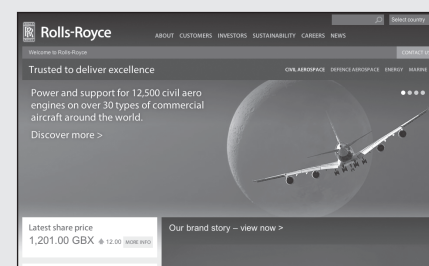 Select country
Rolls-Royce
ABOUT CUSTOMERS INVESTORS SUSTAINABILITY CAREERS NEWS
Welcome to Rolls-Royce
CONTACT US
Trusted to deliver excellence
CIVIL AEROSPACE DEFENCE AEROSPACE ENERGY MARINE
Power and support for 12,500 civil aero
engines on over 30 types of commercial
aircraft around the world.
Discover more >
Latest share price
1,201.00 GBX 12.00 MORE INFO
Our brand story – view now >